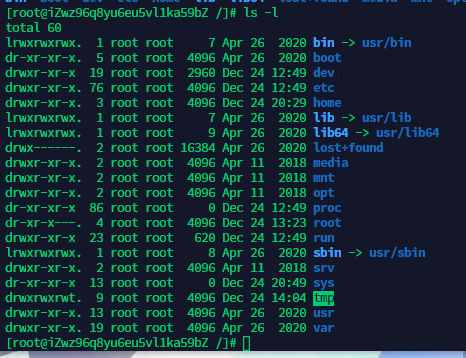 [root@iZwz96q8yu6eu5vl1ka59bZ /]# ls -l
total 60
lrwxrwxrwx.  1 root root     7 Apr 26  2020 bin -> usr/bin
dr-xr-xr-x.  5 root root  4096 Apr 26  2020 boot
drwxr-xr-x  19 root root  2960 Dec 24 12:49 dev
drwxr-xr-x. 76 root root  4096 Dec 24 12:49 etc
drwxr-xr-x.  3 root root  4096 Dec 24 20:29 home
lrwxrwxrwx.  1 root root     7 Apr 26  2020 lib -> usr/lib
lrwxrwxrwx.  1 root root     9 Apr 26  2020 lib64 -> usr/lib64
drwx------.  2 root root 16384 Apr 26  2020 lost+found
drwxr-xr-x.  2 root root  4096 Apr 11  2018 media
drwxr-xr-x.  2 root root  4096 Apr 11  2018 mnt
drwxr-xr-x.  2 root root  4096 Apr 11  2018 opt
dr-xr-xr-x  86 root root     0 Dec 24 12:49 proc
dr-xr-x---.  4 root root  4096 Dec 24 13:23 root
drwxr-xr-x  23 root root   620 Dec 24 12:49 run
lrwxrwxrwx.  1 root root     8 Apr 26  2020 sbin -> usr/sbin
drwxr-xr-x.  2 root root  4096 Apr 11  2018 srv
dr-xr-xr-x  13 root root     0 Dec 24 20:49 sys
drwxrwxrwt.  9 root root  4096 Dec 24 14:04 tmp
drwxr-xr-x. 13 root root  4096 Apr 26  2020 usr
drwxr-xr-x. 19 root root  4096 Apr 26  2020 var
[root@iZwz96q8yu6eu5vl1ka59bZ /]#